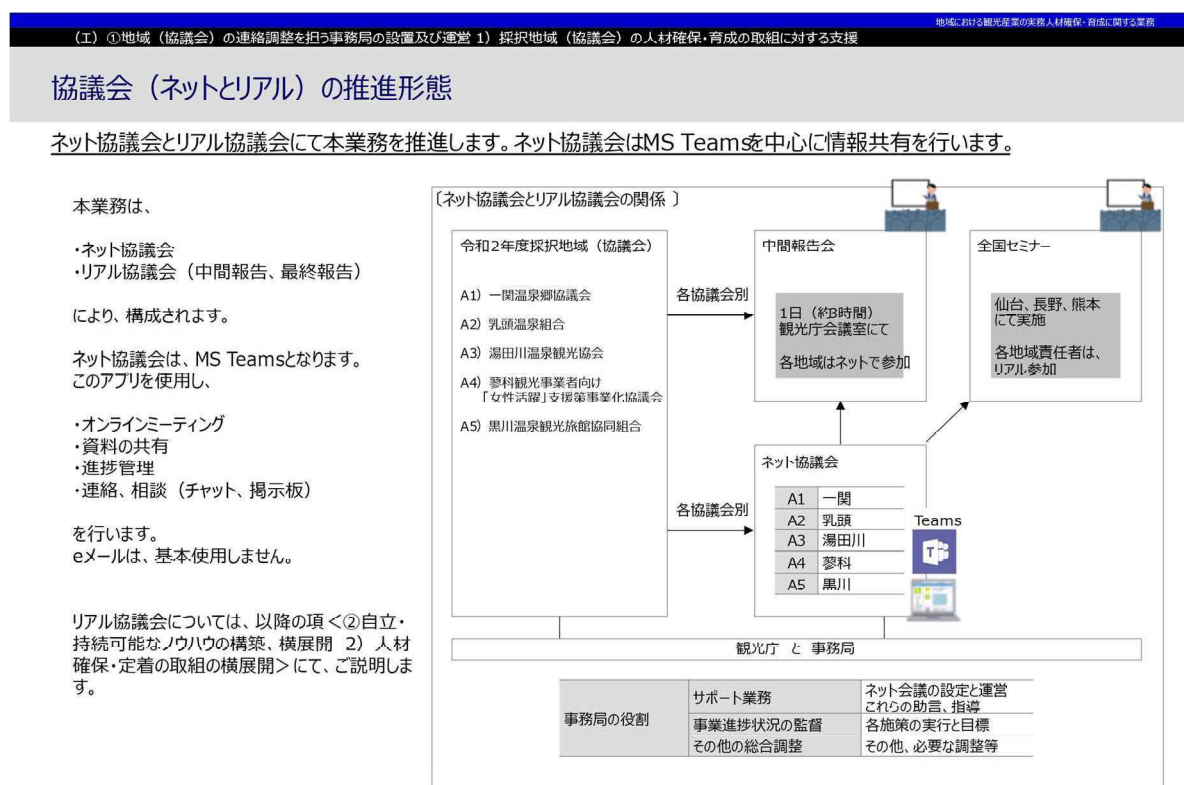 地域における観光産業の実務人材確保・育成に関する業務
（エ）①地域（協議会）の連絡調整を担う事務局の設置及び運営 1）採択地域（協議会）の人材確保・育成の取組に対する支援
協議会（ネットとリアル）の推進形態
ネット協議会とリアル協議会にて本業務を推進します。ネット協議会はMS Teamsを中心に情報共有を行います。
本業務は、
・ネット協議会
・リアル協議会（中間報告、最終報告）
により、構成されます。
ネット協議会は、MS Teamsとなります。
このアプリを使用し、
・オンラインミーティング
・資料の共有
・進捗管理
・連絡、相談（チャット、掲示板）
を行います。
eメールは、基本使用しません。
リアル協議会については、以降の項＜②自立・
持続可能なノウハウの構築、横展開 2）人材
確保・定着の取組の横展開＞にて、ご説明しま
す。
〔ネット協議会とリアル協議会の関係 〕
令和2年度採択地域（協議会）
A1）一関温泉郷協議会
A2）乳頭温泉組合
A3）湯田川温泉観光協会
A4）蓼科観光事業者向け
「女性活躍」支援策事業化協議会
A5）黒川温泉観光旅館協同組合
各協議会別
各協議会別
中間報告会
1日（約3時間）
観光庁会議室にて
各地域はネットで参加
全国セミナー
仙台、長野、熊本
にて実施
各地域責任者は、
リアル参加
ネット協議会
A1 一関
A2 乳頭
A3 湯田川
A4 蓼科
A5 黒川
Teams
観光庁 と 事務局
事務局の役割
サポート業務
ネット会議の設定と運営
これらの助言、指導
事業進捗状況の監督
各施策の実行と目標
その他の総合調整
その他、必要な調整等